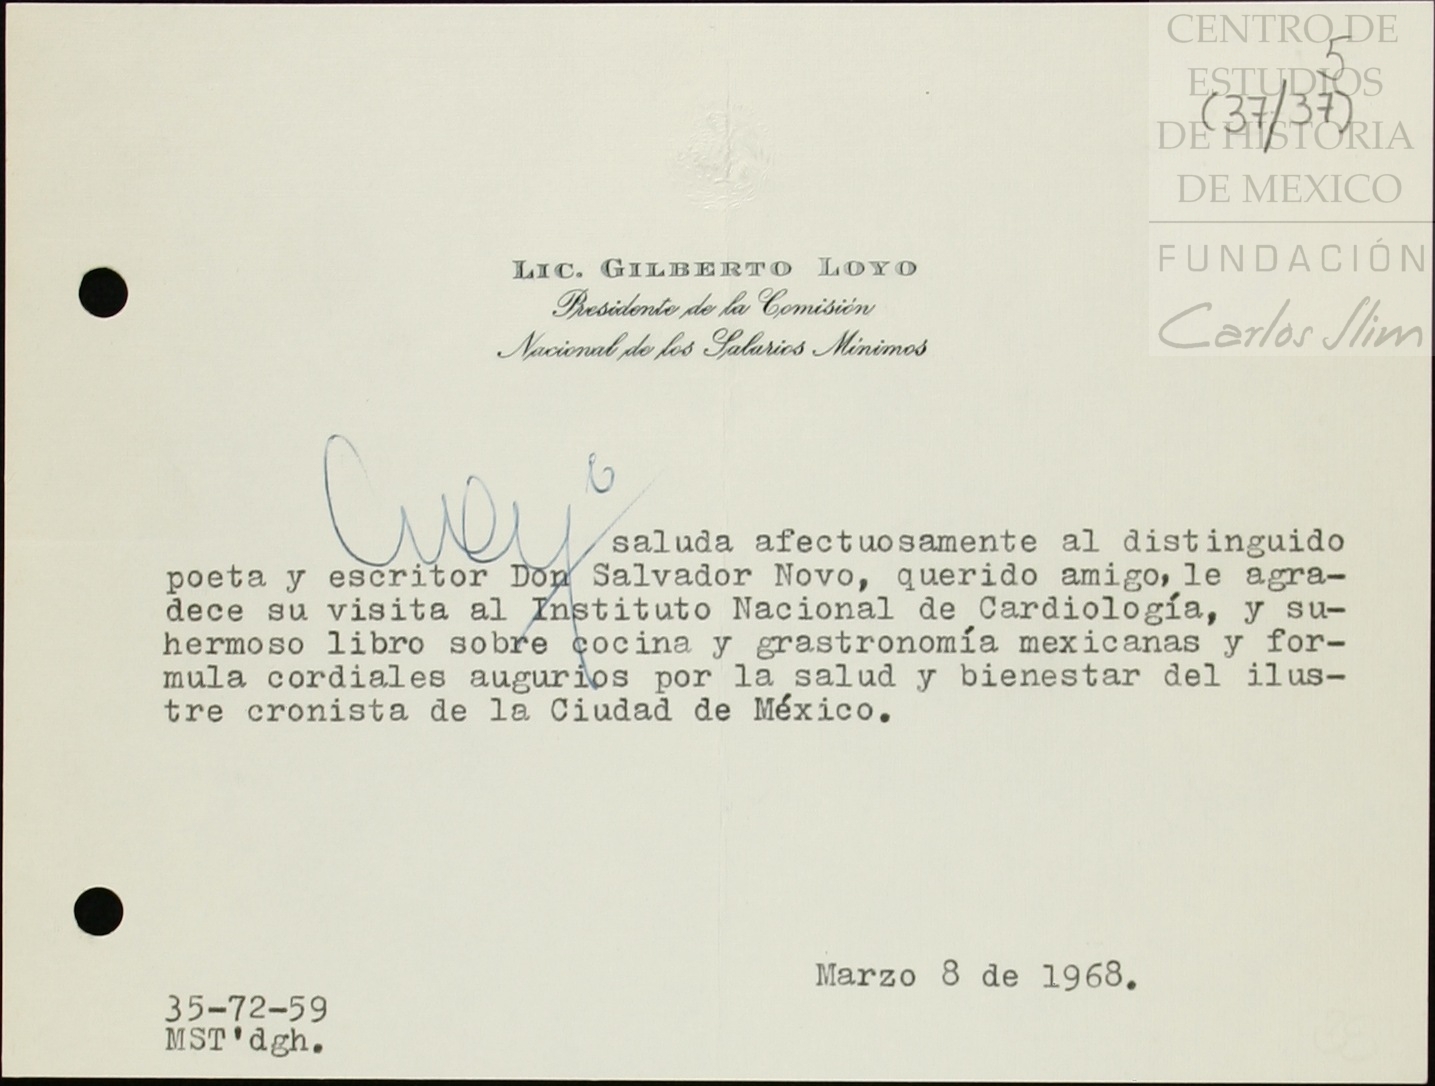 CENTRO DE
ESTUDIOS
DE HISTORIA
DE MEXICO
FUNDACIÓN
Carlos Slim
5
(37/37)
LIC. GILBERTO LOYO
Presidente de la Comisión
Nacional de los Salarios Mínimos
saluda afectuosamente al distinguido
poeta y escritor Don Salvador Novo, querido amigo, le agra-
dece su visita al Instituto Nacional de Cardiología, y su-
hermoso libro sobre cocina y grastronomía mexicanas y for-
mula cordiales augurios por la salud y bienestar del ilus-
tre cronista de la Ciudad de México.
Marzo 8 de 1968.
35-72-59
MST'dgh.